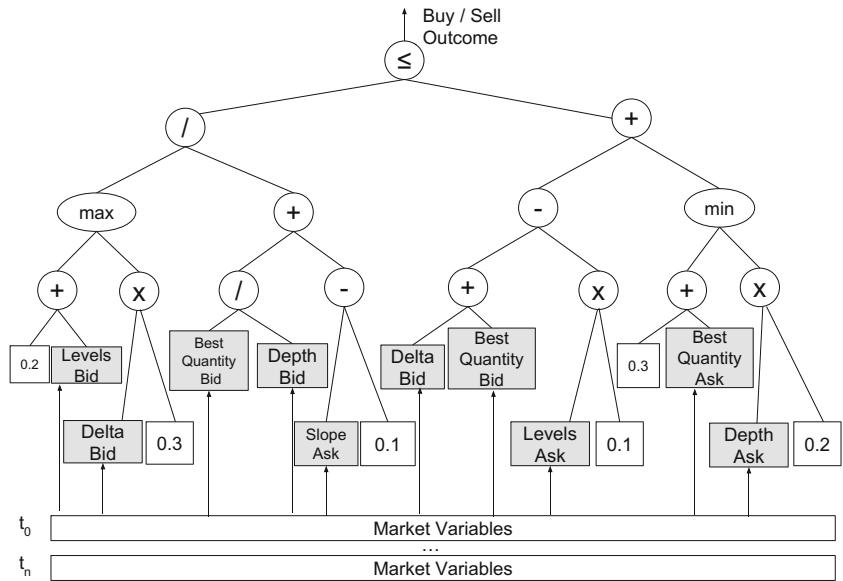 Buy / Sell
Outcome
≤
/
+
max
+
-
min
+
x
/
-
+
x
+
x
0.2
Levels
Bid
Best
Quantity
Bid
Depth
Bid
Delta
Bid
Best
Quantity
Bid
0.3
Best
Quantity
Ask
Delta
Bid
0.3
Slope
Ask
0.1
Levels
Ask
0.1
Depth
Ask
0.2
t0
Market Variables
...
tn
Market Variables